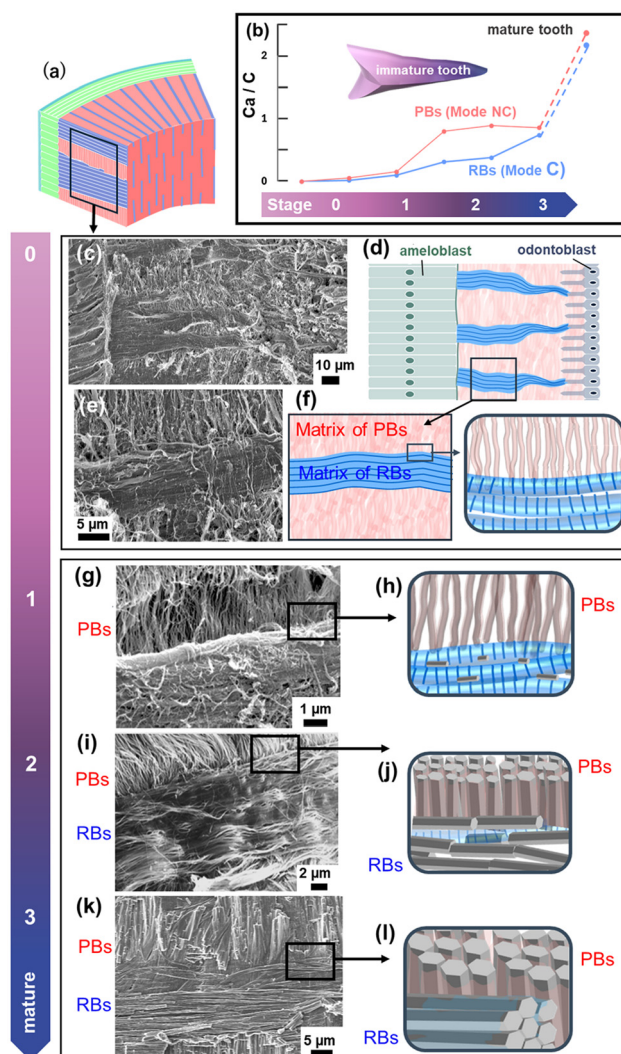 (a)
(b)
Ca / C
2
1
0
mature tooth
immature tooth
PBs (Mode NC)
RBs (Mode C)
Stage 0 1 2 3
0
1
2
3
mature
(c)
10 µm
(d)
ameloblast
odontoblast
(e)
5 µm
(f)
Matrix of PBs
Matrix of RBs
(g)
PBs
1 µm
(h)
PBs
(i)
PBs
RBs
2 µm
(j)
PBs
RBs
(k)
PBs
RBs
5 µm
(l)
PBs
RBs